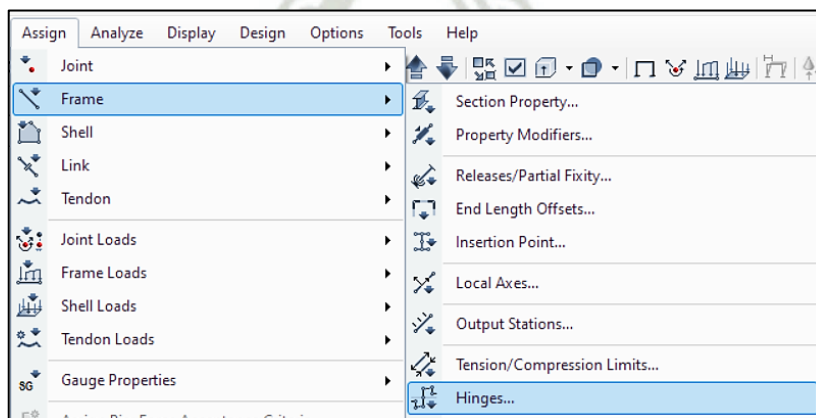 Assign Analyze Display Design Options Tools Help
Joint
Frame
Shell
Link
Tendon
Joint Loads
Frame Loads
Shell Loads
Tendon Loads
SG Gauge Properties
Section Property...
Property Modifiers...
Releases/Partial Fixity...
End Length Offsets...
Insertion Point...
Local Axes...
Output Stations...
Tension/Compression Limits...
Hinges...